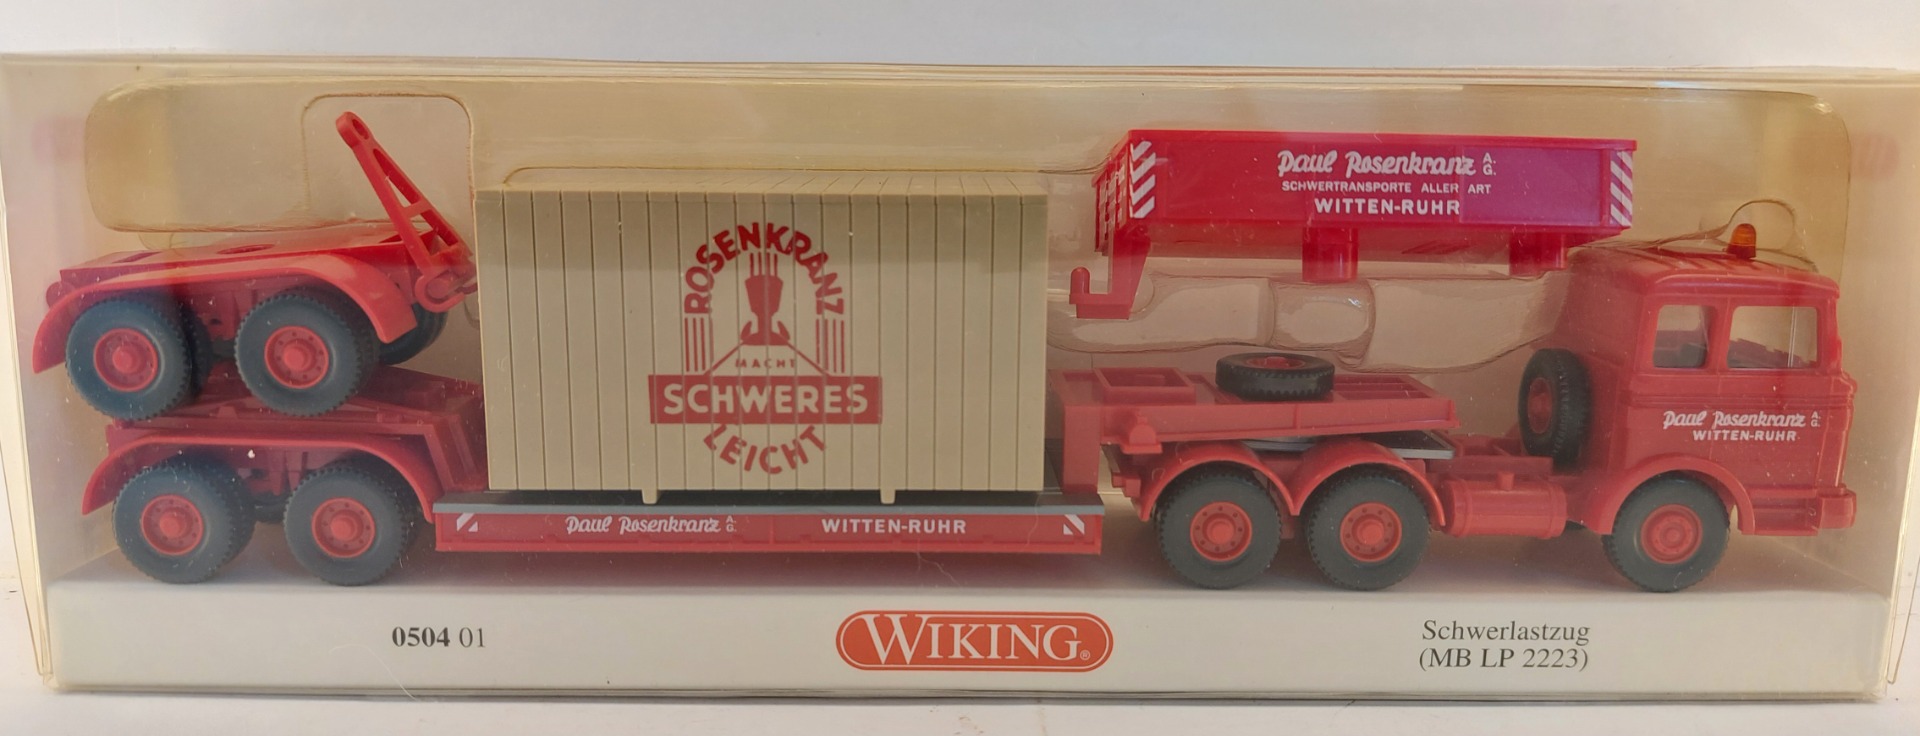 Paul Rosenkranz A.G.
SCHWERTRANSPORTE ALLER ART
WITTEN-RUHR
ROSENKRANZ
MACHT
SCHWERES
LEICHT
Paul Rosenkranz A.G.
WITTEN-RUHR
Paul Rosenkranz A.G. WITTEN-RUHR
0504 01
WIKING®
Schwerlastzug
(MB LP 2223)